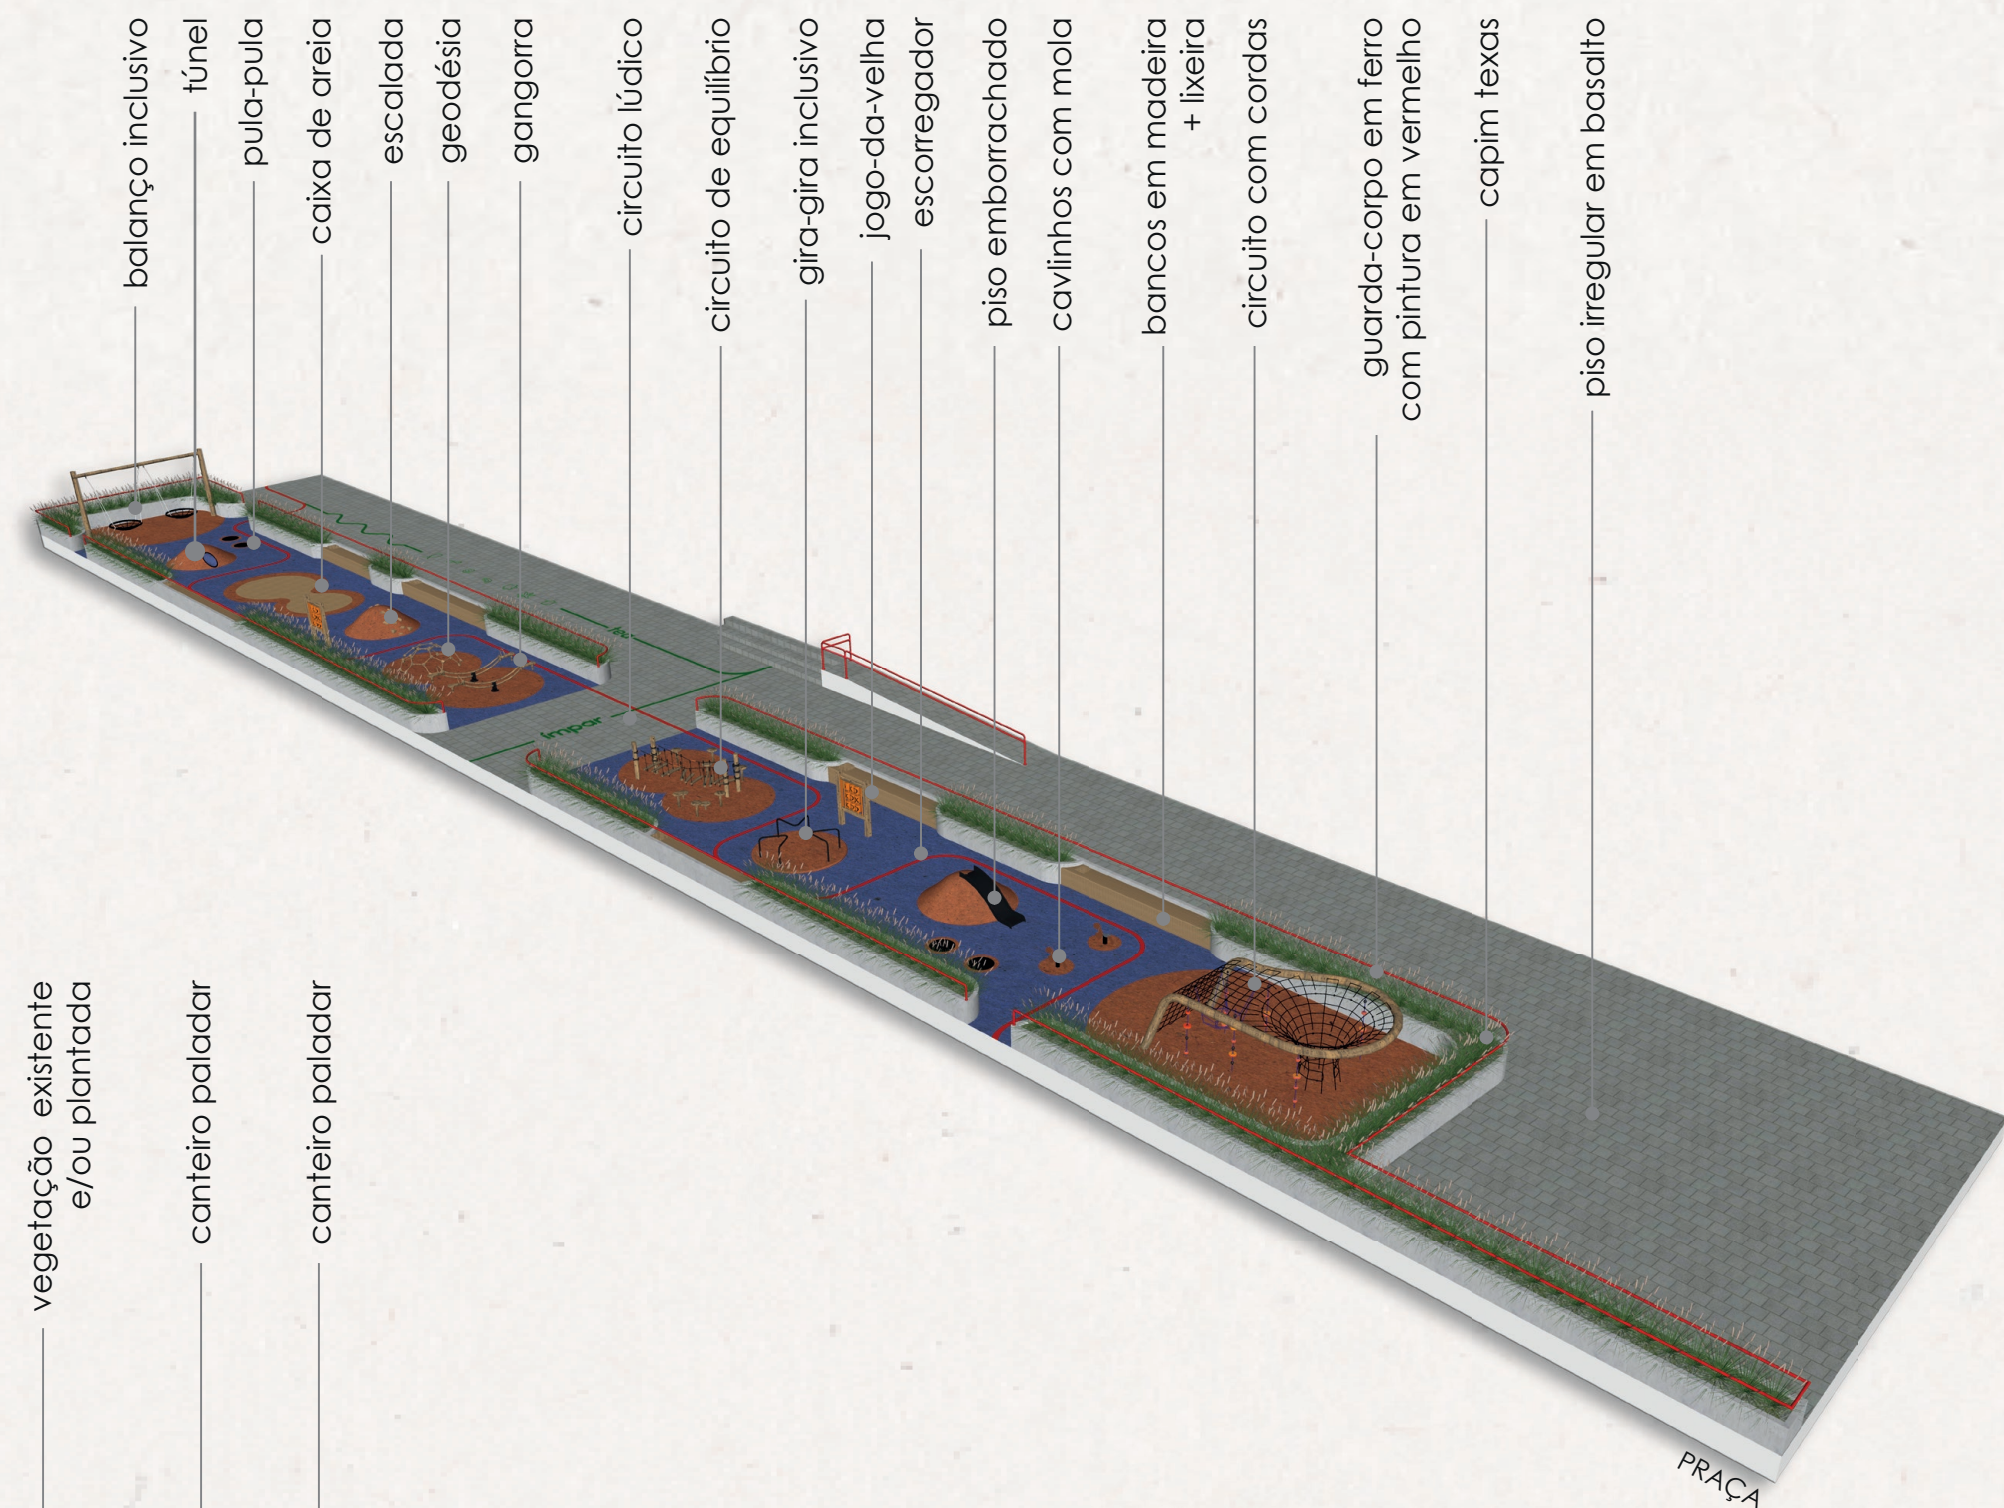 balanço inclusivo
túnel
pula-pula
caixa de areia
escalada
geodésia
gangorra
circuito lúdico
circuito de equilíbrio
gira-gira inclusivo
jogo-da-velha
escorregador
piso emborrachado
cavlinhos com mola
bancos em madeira
+ lixeira
circuito com cordas
guarda-corpo em ferro
com pintura em vermelho
capim texas
piso irregular em basalto
ímpar
vegetação existente
e/ou plantada
canteiro paladar
canteiro paladar
PRAÇA